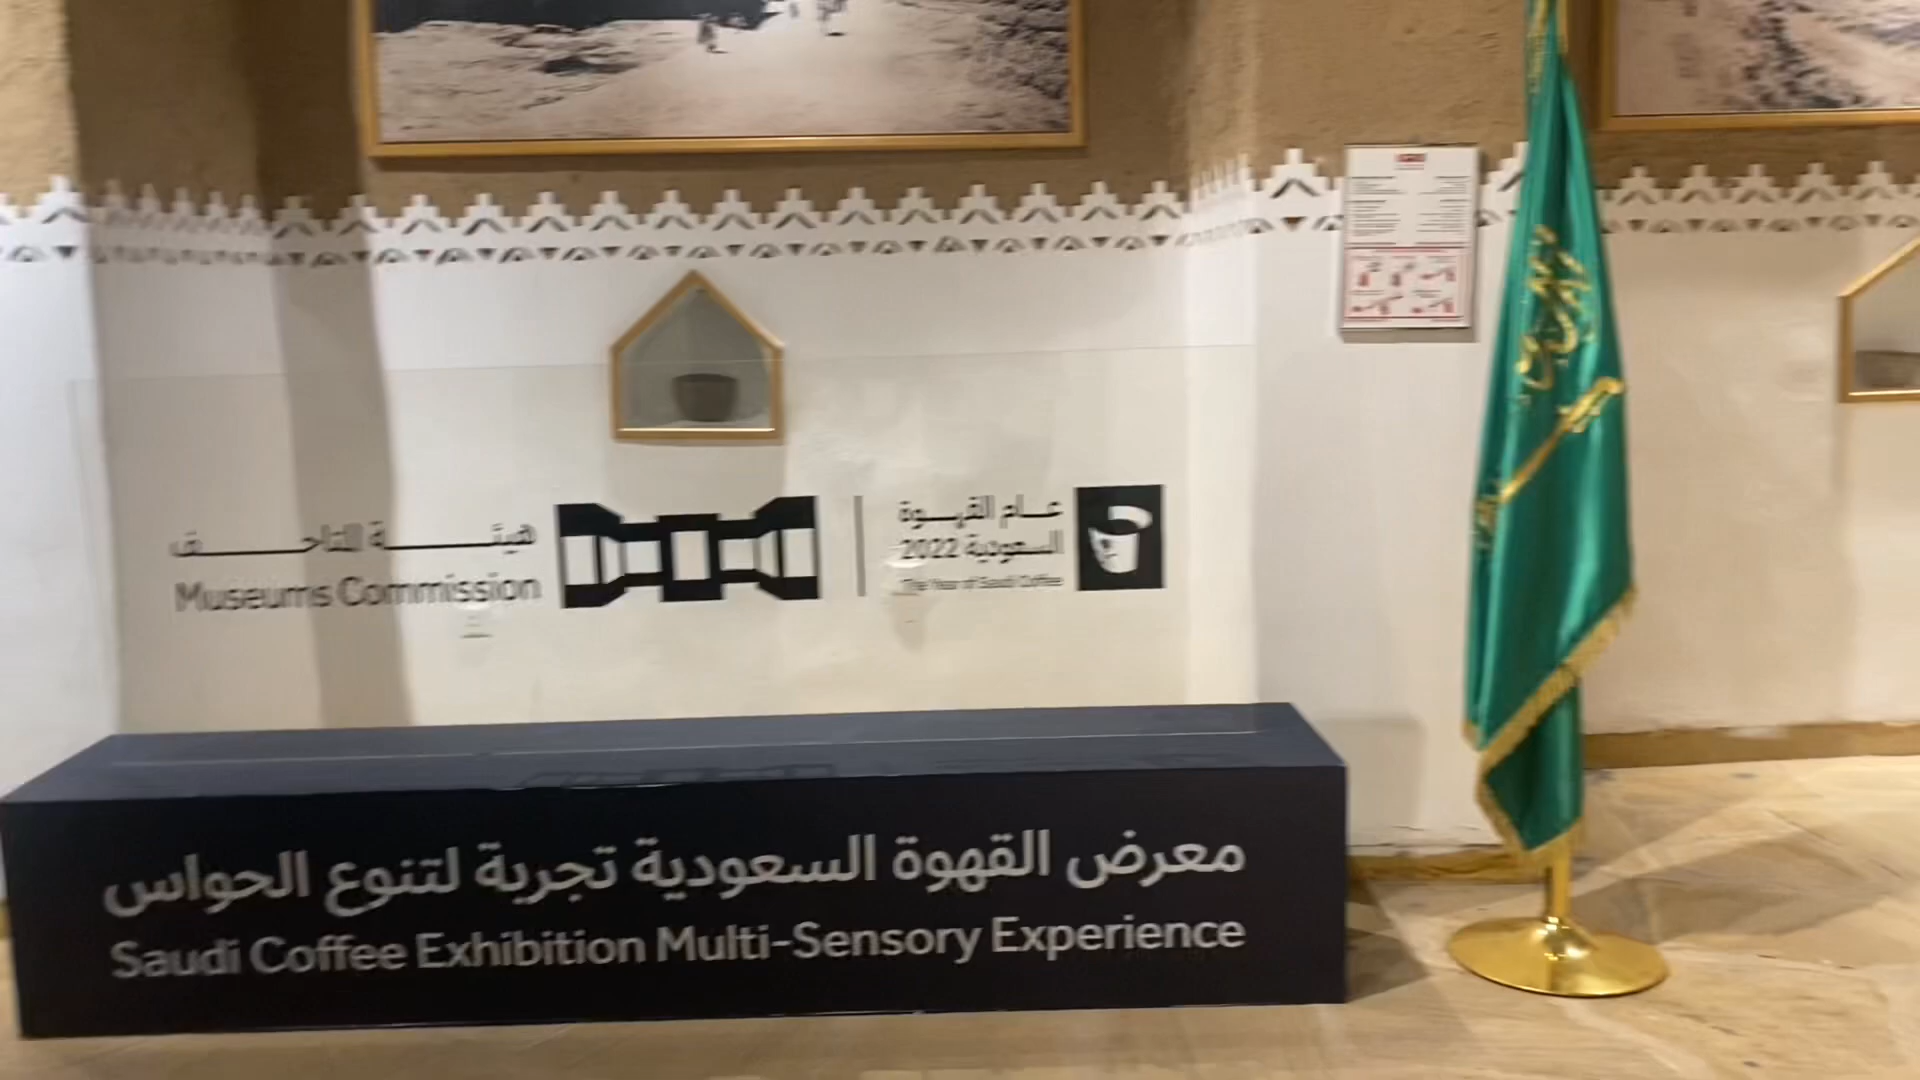 عام القهوة
السعودية 2022
The Year of Saudi Coffee
هيئة المتاحف
Museums Commission
معرض القهوة السعودية تجربة لتنوع الحواس
Saudi Coffee Exhibition Multi-Sensory Experience